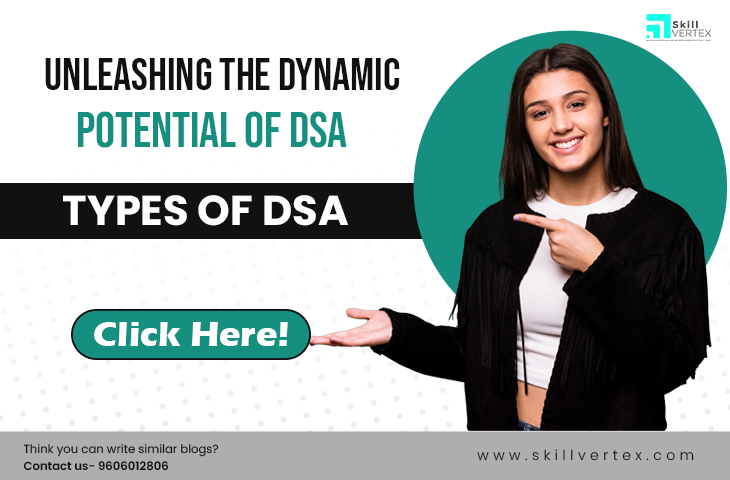 Skill
VERTEX
UNLEASHING THE DYNAMIC
POTENTIAL OF DSA
TYPES OF DSA
Click Here!
Think you can write similar blogs?
Contact us- 9606012806
www.skillvertex.com